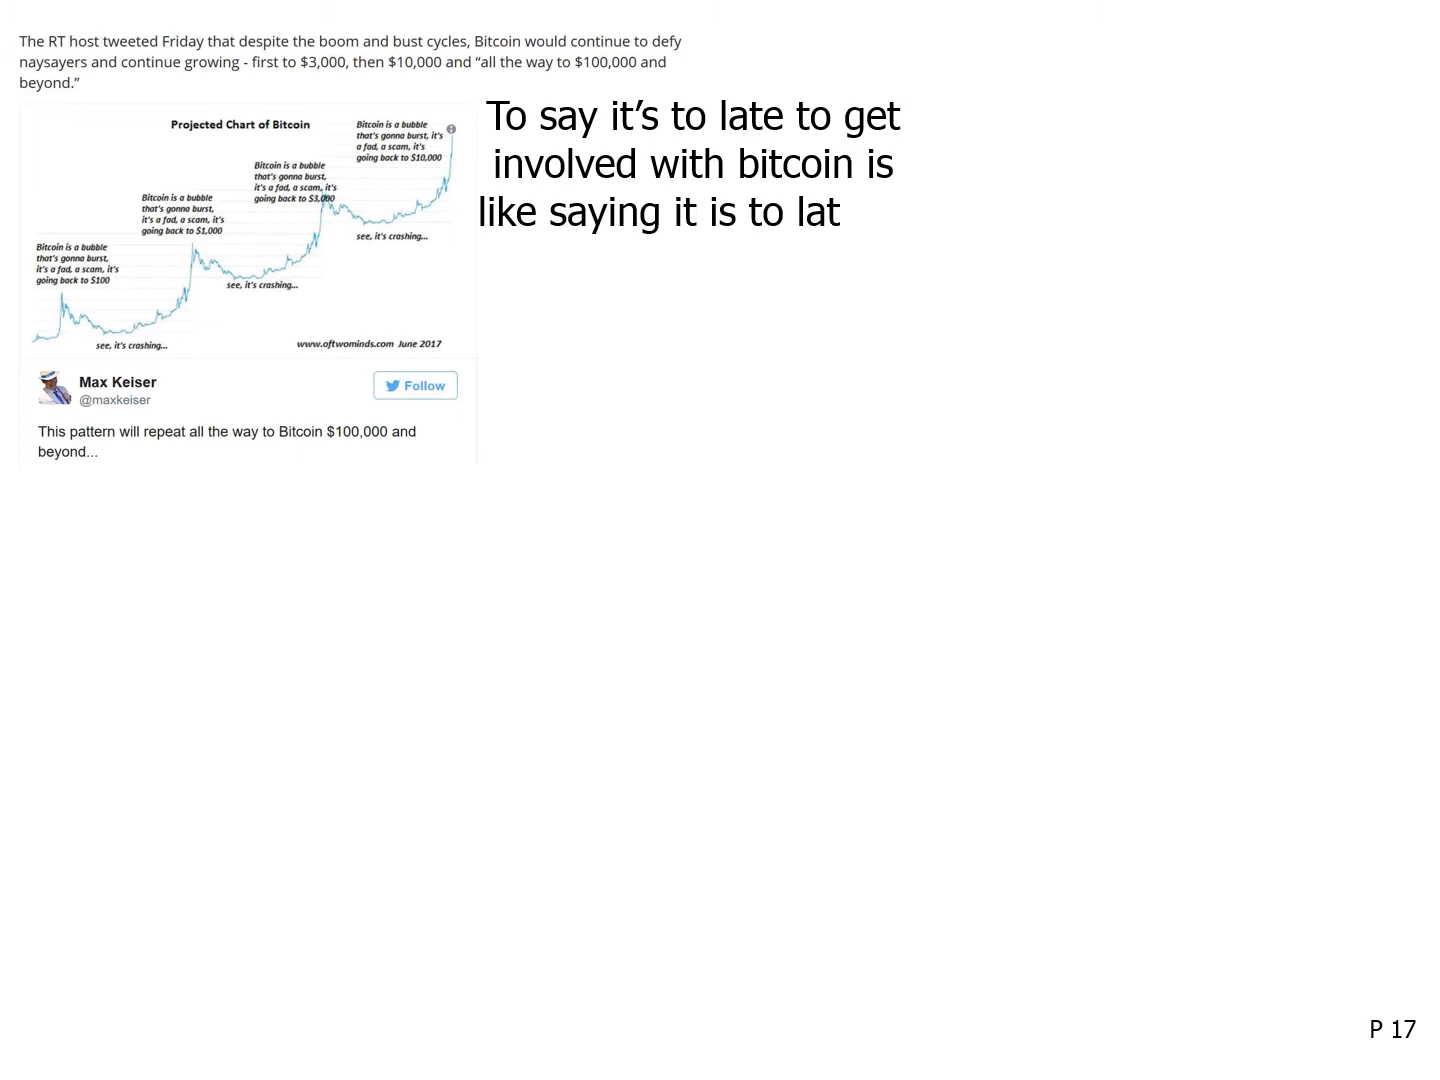 The RT host tweeted Friday that despite the boom and bust cycles, Bitcoin would continue to defy
naysayers and continue growing - first to $3,000, then $10,000 and “all the way to $100,000 and
beyond.”
Projected Chart of Bitcoin
Bitcoin is a bubble
that's gonna burst, it's
a fad, a scam, it's
going back to $10,000
Bitcoin is a bubble
that's gonna burst,
it's a fad, a scam, it's
going back to $3,000
Bitcoin is a bubble
that's gonna burst,
it's a fad, a scam, it's
going back to $1,000
Bitcoin is a bubble
that's gonna burst,
it's a fad, a scam, it's
going back to $100
see, it's crashing...
see, it's crashing...
see, it's crashing...
www.oftwominds.com June 2017
Max Keiser
@maxkeiser
Follow
This pattern will repeat all the way to Bitcoin $100,000 and
beyond...
To say it’s to late to get
involved with bitcoin is
like saying it is to lat
P 17